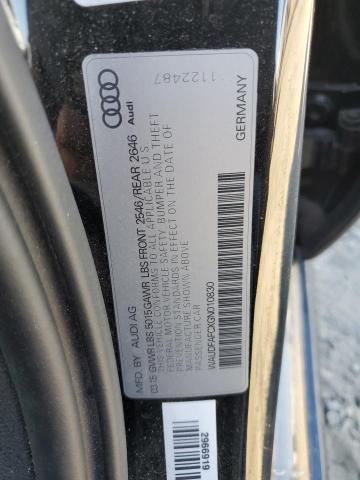 MFD. BY AUDI AG
03.15 GVWR LBS 5015 GAWR LBS FRONT 2546/REAR 2646
THIS VEHICLE CONFORMS TO ALL APPLICABLE U S
FEDERAL MOTOR VEHICLE SAFETY, BUMPER AND THEFT
PREVENTION STANDARDS IN EFFECT ON THE DATE OF
MANUFACTURE SHOWN ABOVE
PASSENGER CAR
WAUDFAFCXGN010830
GERMANY
Audi
1122487
2966919